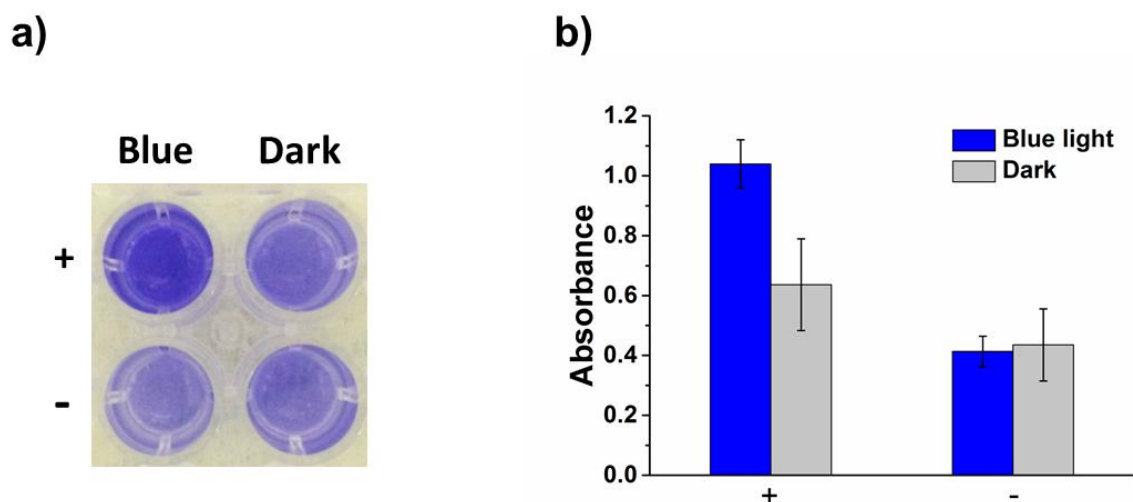 a)
Blue Dark
+
-
b)
1.2
1.0
0.8
0.6
0.4
0.2
0.0
Absorbance
Blue light
Dark
+ -